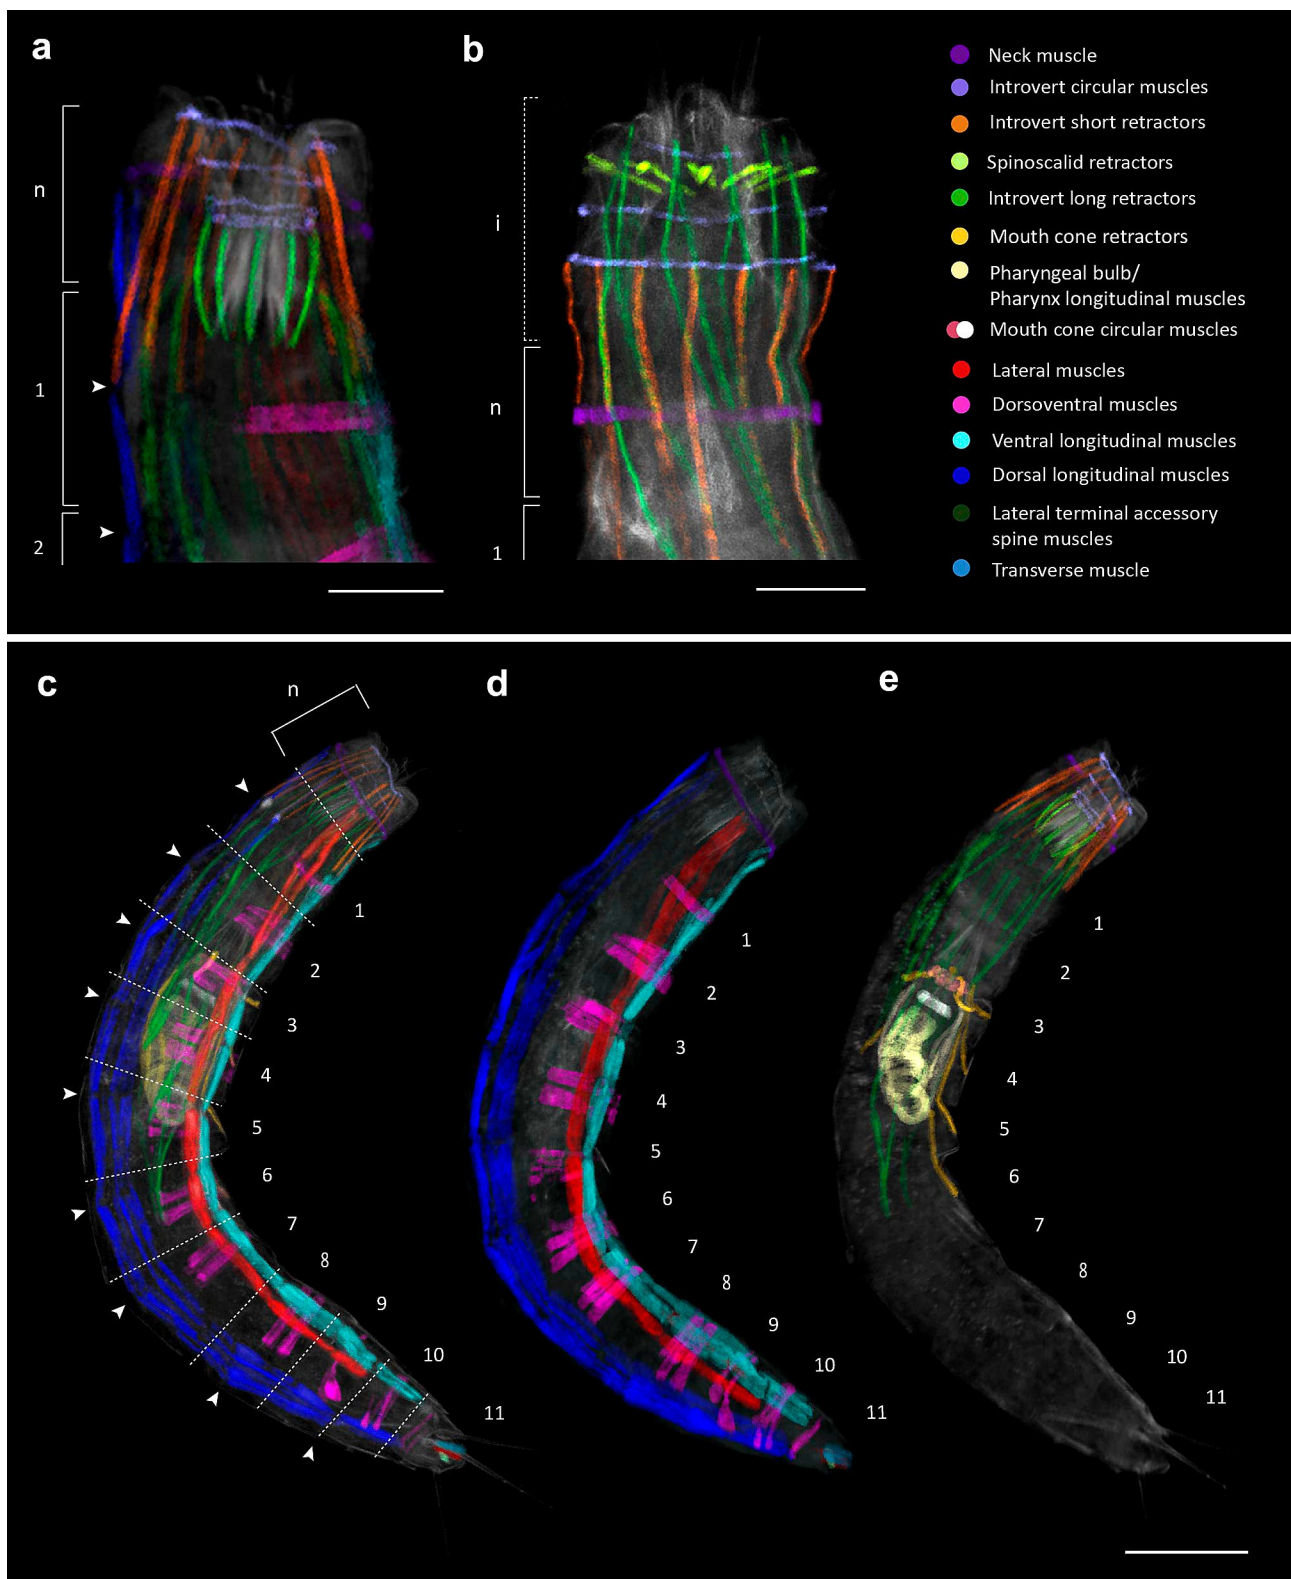 a
n
1
2
b
i
n
1
Neck muscle
Introvert circular muscles
Introvert short retractors
Spinoscalid retractors
Introvert long retractors
Mouth cone retractors
Pharyngeal bulb/
Pharynx longitudinal muscles
Mouth cone circular muscles
Lateral muscles
Dorsoventral muscles
Ventral longitudinal muscles
Dorsal longitudinal muscles
Lateral terminal accessory
spine muscles
Transverse muscle
c
n
1
2
3
4
5
6
7
8
9
10
11
d
1
2
3
4
5
6
7
8
9
10
11
e
1
2
3
4
5
6
7
8
9
10
11